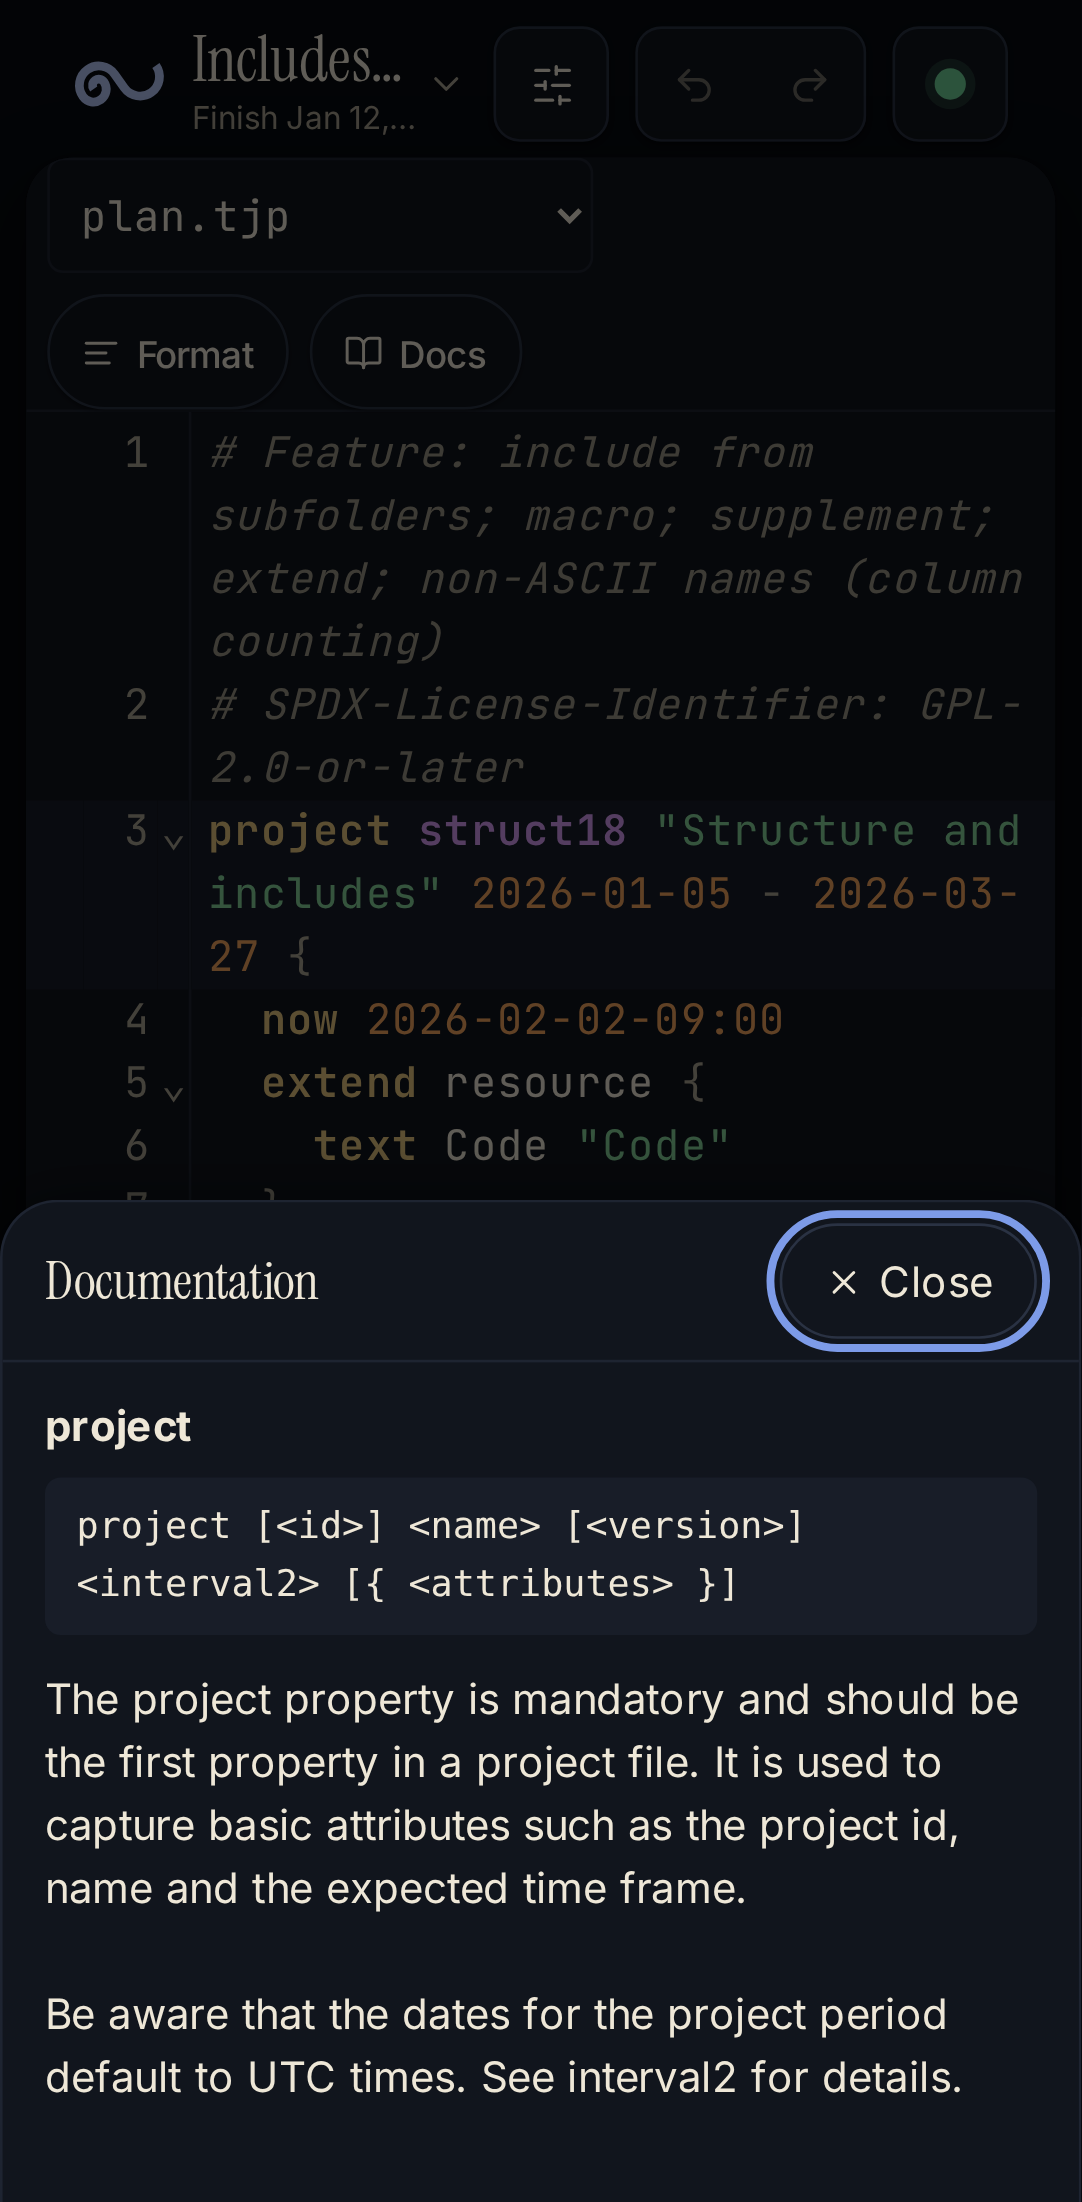 Includes...
Finish Jan 12,...
plan.tjp
Format Docs
1 # Feature: include from
subfolders; macro; supplement;
extend; non-ASCII names (column
counting)
2 # SPDX-License-Identifier: GPL-
2.0-or-later
3 project struct18 "Structure and
includes" 2026-01-05 - 2026-03-
27 {
4 now 2026-02-02-09:00
5 extend resource {
6 text Code "Code"
7 }
Documentation
Close
project
project [<id>] <name> [<version>]
<interval2> [{ <attributes> }]
The project property is mandatory and should be
the first property in a project file. It is used to
capture basic attributes such as the project id,
name and the expected time frame.
Be aware that the dates for the project period
default to UTC times. See interval2 for details.